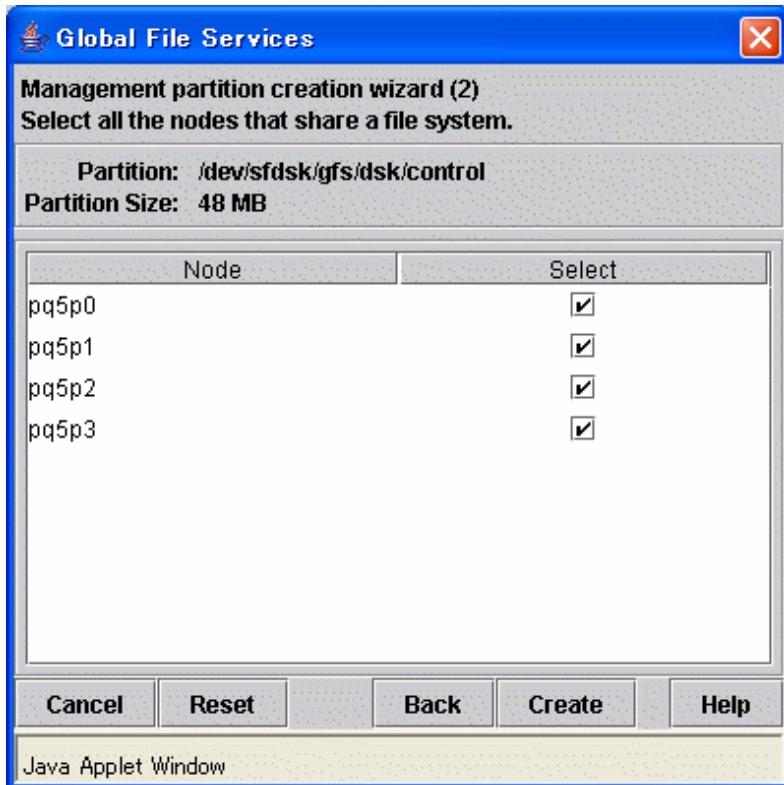 Global File Services
Management partition creation wizard (2)
Select all the nodes that share a file system.
Partition: /dev/sfdsk/gfs/dsk/control
Partition Size: 48 MB
Node Select
pq5p0
pq5p1
pq5p2
pq5p3
Cancel Reset Back Create Help
Java Applet Window